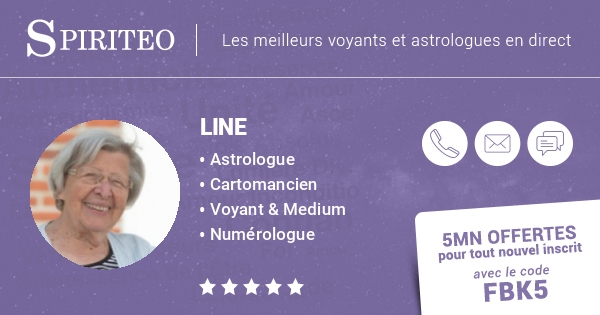 SPIRITEO
Les meilleurs voyants et astrologues en direct
LINE
• Astrologue
• Cartomancien
• Voyant & Medium
• Numérologue
5MN OFFERTES
pour tout nouvel inscrit
avec le code
FBK5